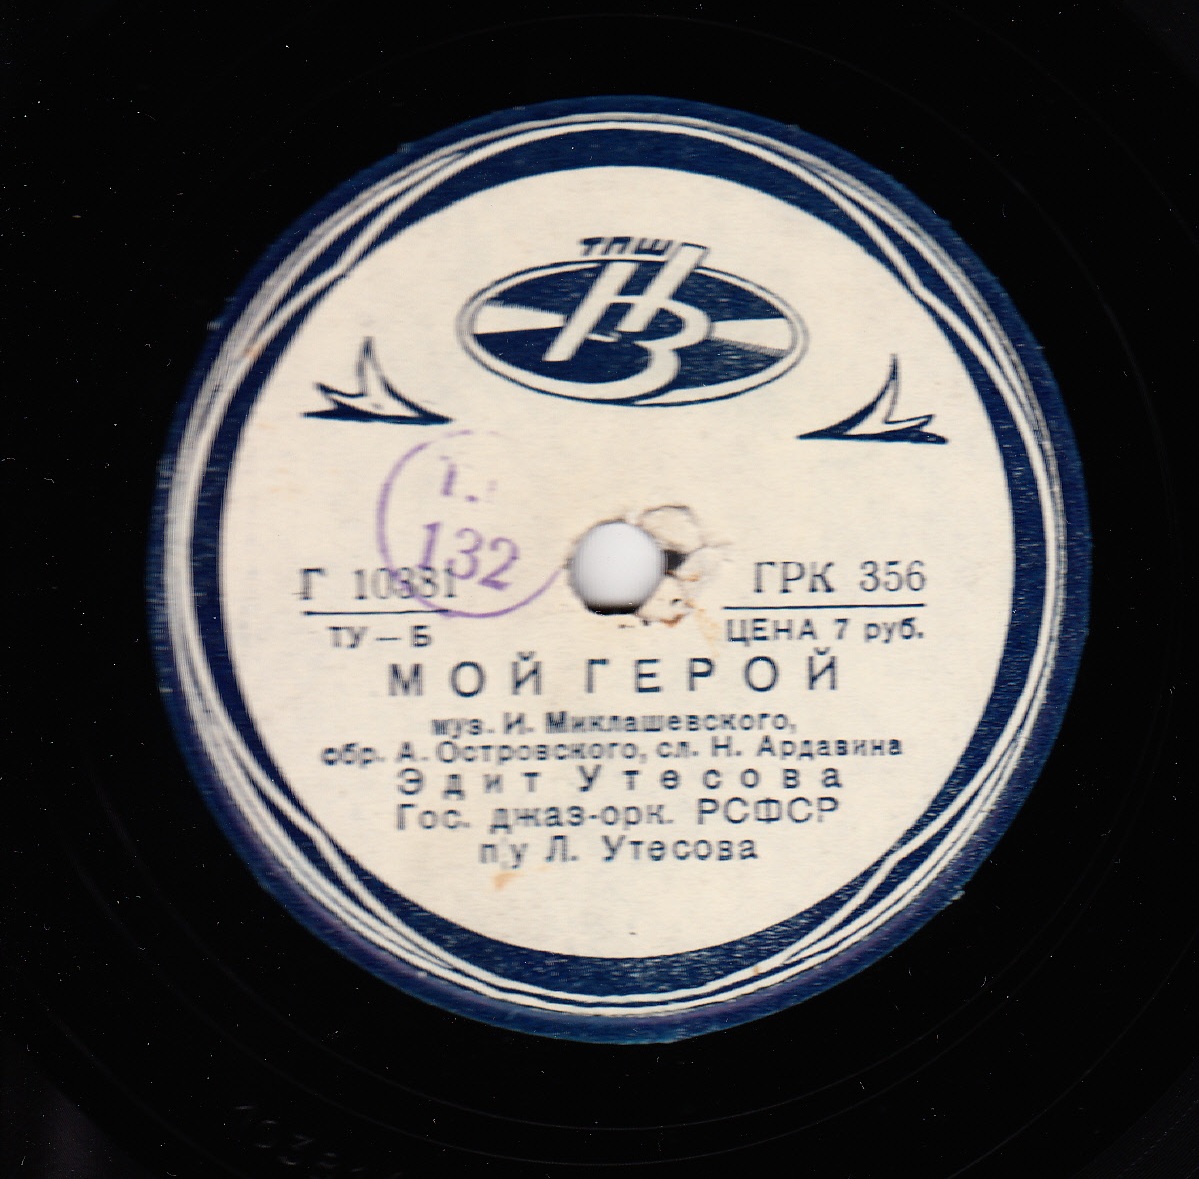 ТПШ
НЗ
132
Г 10381 ГРК 356
ТУ — Б ЦЕНА 7 руб.
МОЙ ГЕРОЙ
муз. И. Миклашевского,
обр. А. Островского, сл. Н. Ардавина
Эдит Утесова
Гос. джаз-орк. РСФСР
п/у Л. Утесова